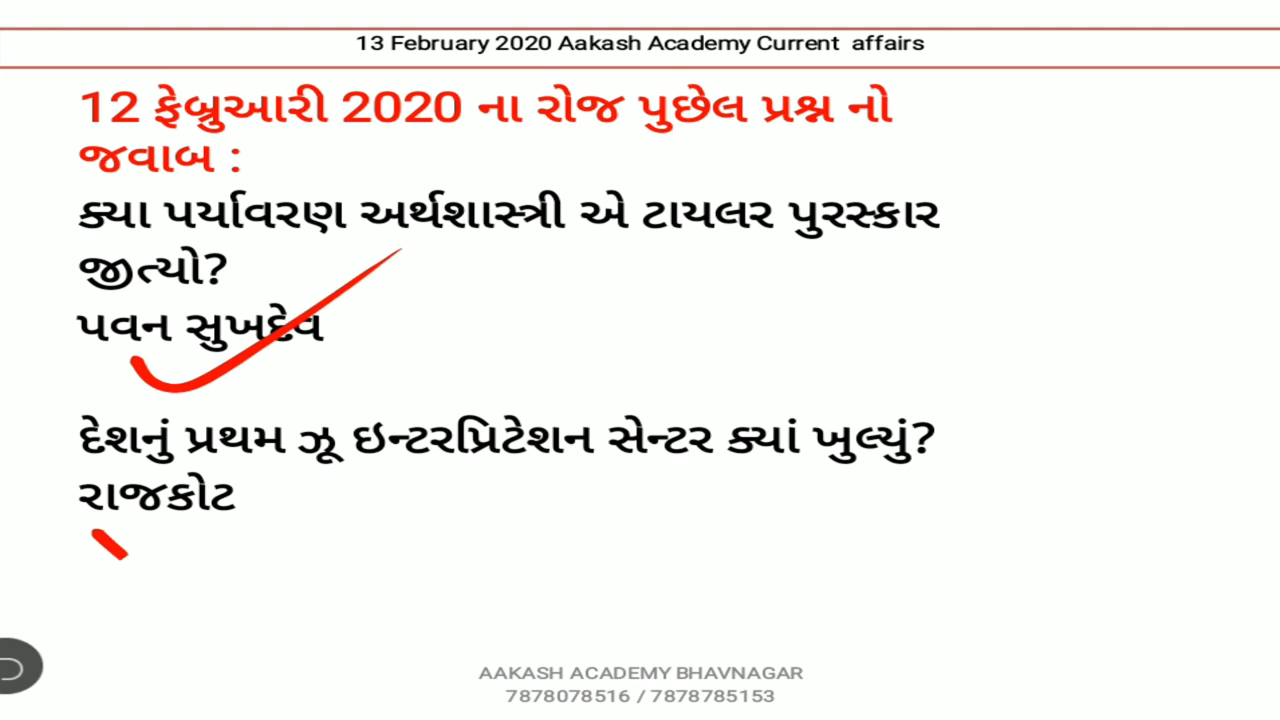 13 February 2020 Aakash Academy Current affairs
12 ફેબ્રુઆરી 2020 ના રોજ પુછેલ પ્રશ્ન નો
જવાબ :
ક્યા પર્યાવરણ અર્થશાસ્ત્રી એ ટાયલર પુરસ્કાર
જીત્યો?
પવન સુખદેવ
દેશનું પ્રથમ ઝૂ ઇન્ટરપ્રિટેશન સેન્ટર ક્યાં ખુલ્યું?
રાજકોટ
AAKASH ACADEMY BHAVNAGAR
7878078516 / 7878785153